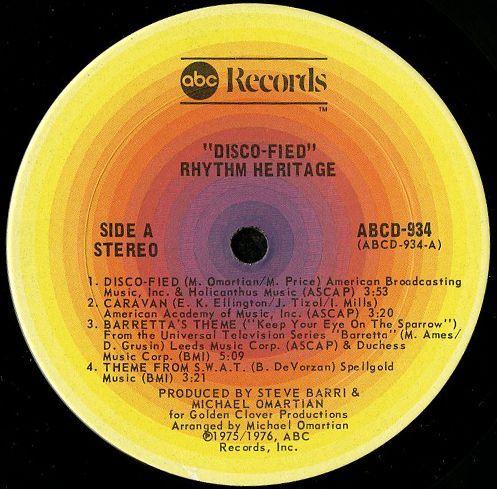 abc Records
TM
"DISCO-FIED"
RHYTHM HERITAGE
SIDE A
STEREO
ABCD-934
(ABCD-934-A)
1. DISCO-FIED (M. Omartian/M. Price) American Broadcasting
Music, Inc. & Holicanthus Music (ASCAP) 3:53
2. CARAVAN (E. K. Ellington/J. Tizol/I. Mills)
American Academy of Music, Inc. (ASCAP) 3:20
3. BARRETTA'S THEME ("Keep Your Eye On The Sparrow")
From the Universal Television Series "Barretta" (M. Ames/
D. Grusin) Leeds Music Corp. (ASCAP) & Duchess
Music Corp. (BMI) 5:09
4. THEME FROM S.W.A.T. (B. DeVorzan) Spellgold
Music (BMI) 3:21
PRODUCED BY STEVE BARRI &
MICHAEL OMARTIAN
for Golden Clover Productions
Arranged by Michael Omartian
℗1975/1976, ABC
Records, Inc.